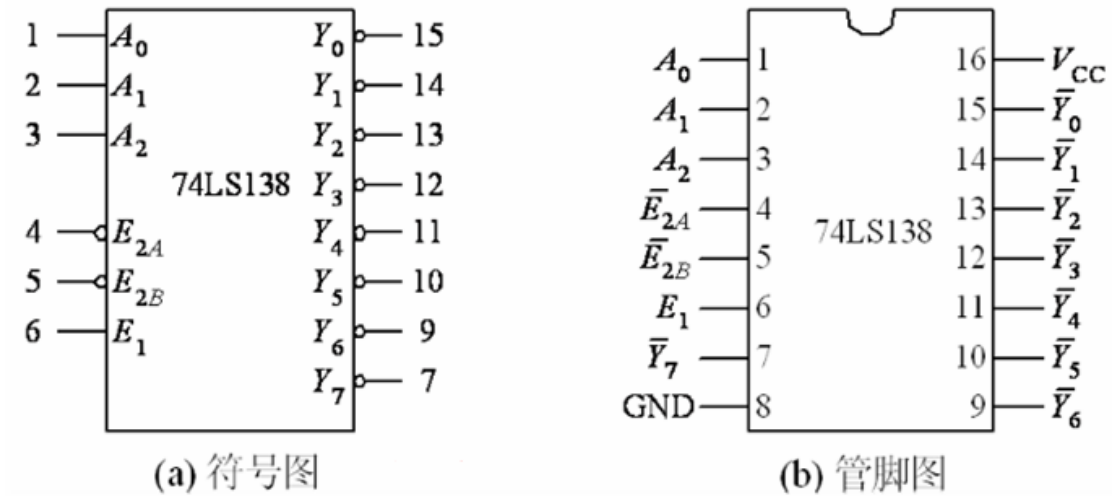 1 A0 Y0 15
2 A1 Y1 14
3 A2 Y2 13
74LS138 Y3 12
4 E2A Y4 11
5 E2B Y5 10
6 E1 Y6 9
Y7 7
(a) 符号图
A0 1 16 VCC
A1 2 15 Y̅0
A2 3 14 Y̅1
E̅2A 4 13 Y̅2
74LS138
E̅2B 5 12 Y̅3
E1 6 11 Y̅4
Y̅7 7 10 Y̅5
GND 8 9 Y̅6
(b) 管脚图